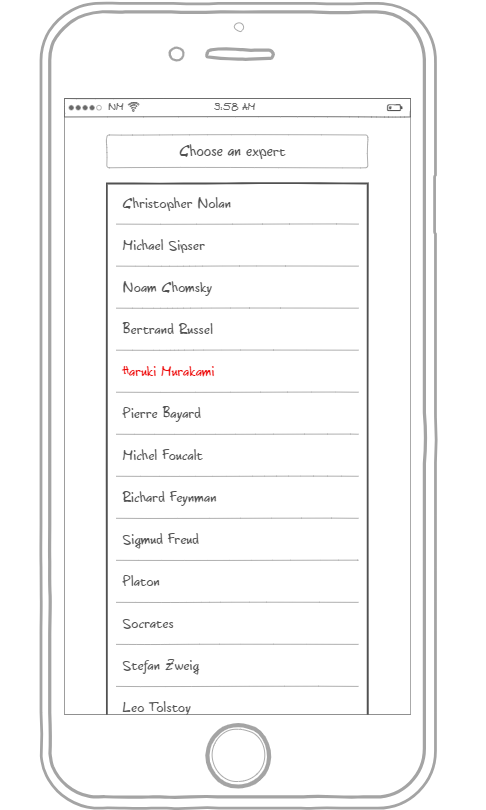 NM 3:58 AM
Choose an expert
Christopher Nolan
Michael Sipser
Noam Chomsky
Bertrand Russel
Haruki Murakami
Pierre Bayard
Michel Foucalt
Richard Feynman
Sigmud Freud
Platon
Socrates
Stefan Zweig
Leo Tolstoy